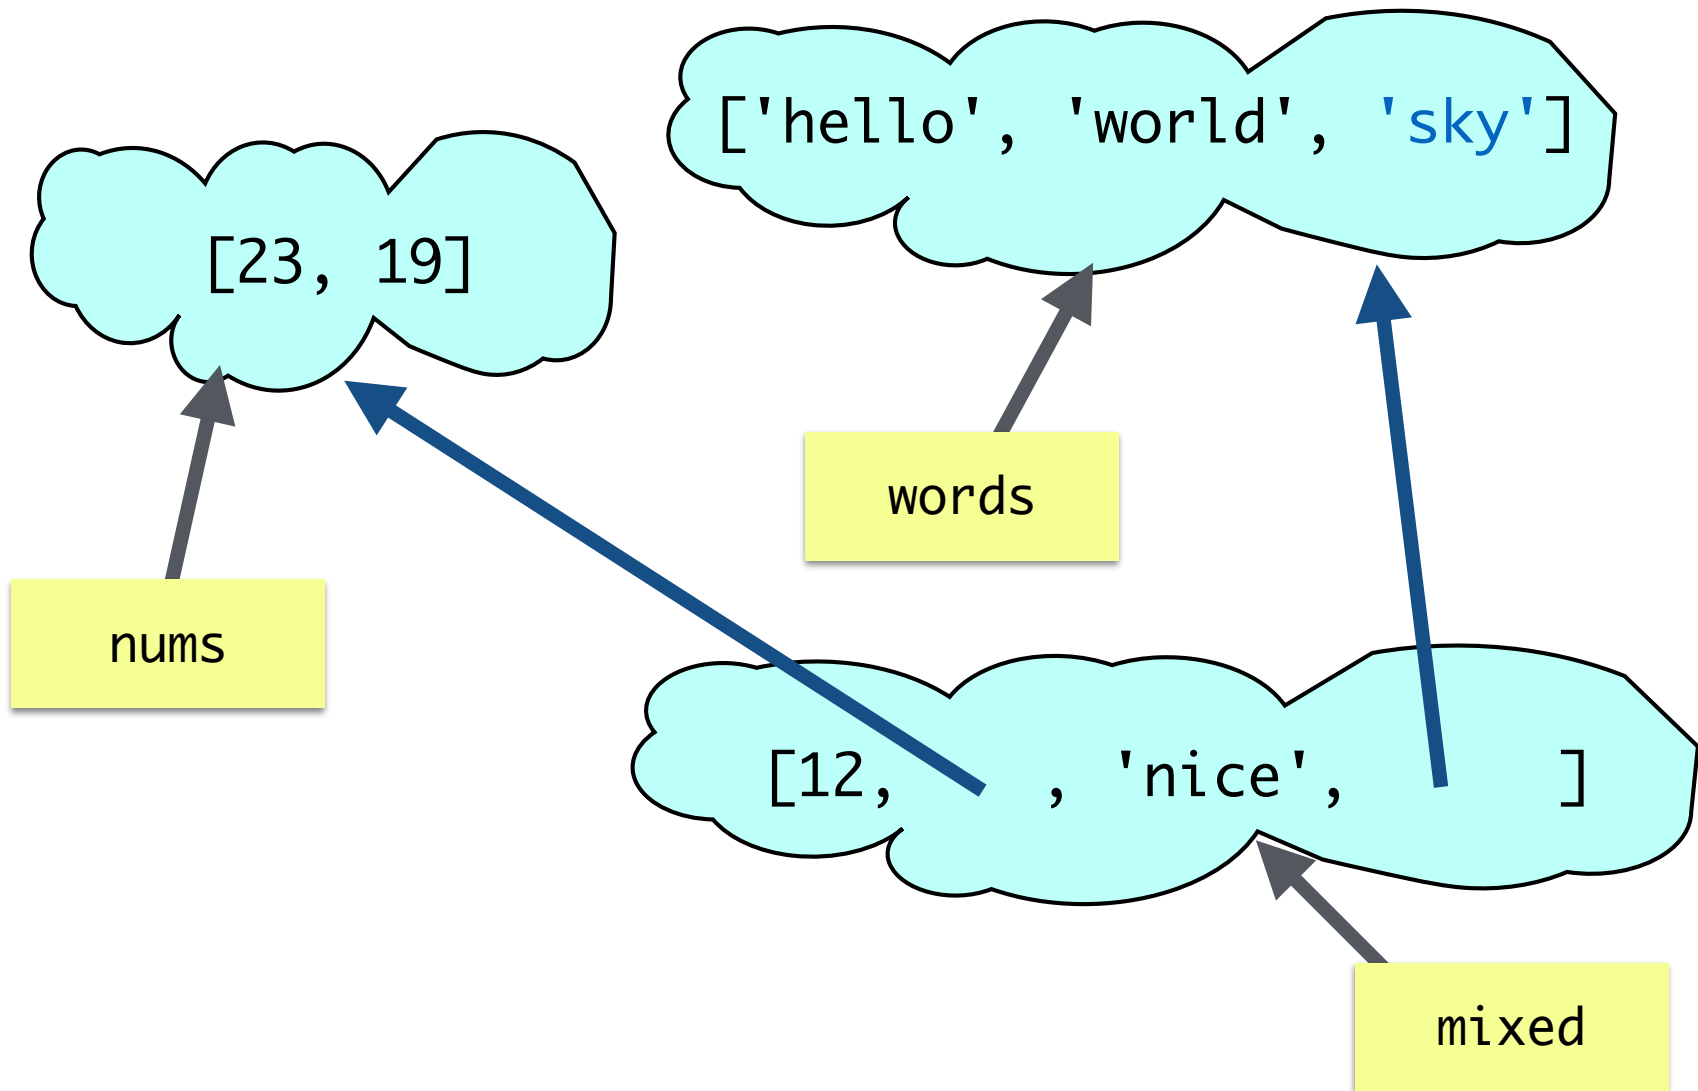 ['hello', 'world', 'sky']
[23, 19]
words
nums
[12, , 'nice', ]
mixed